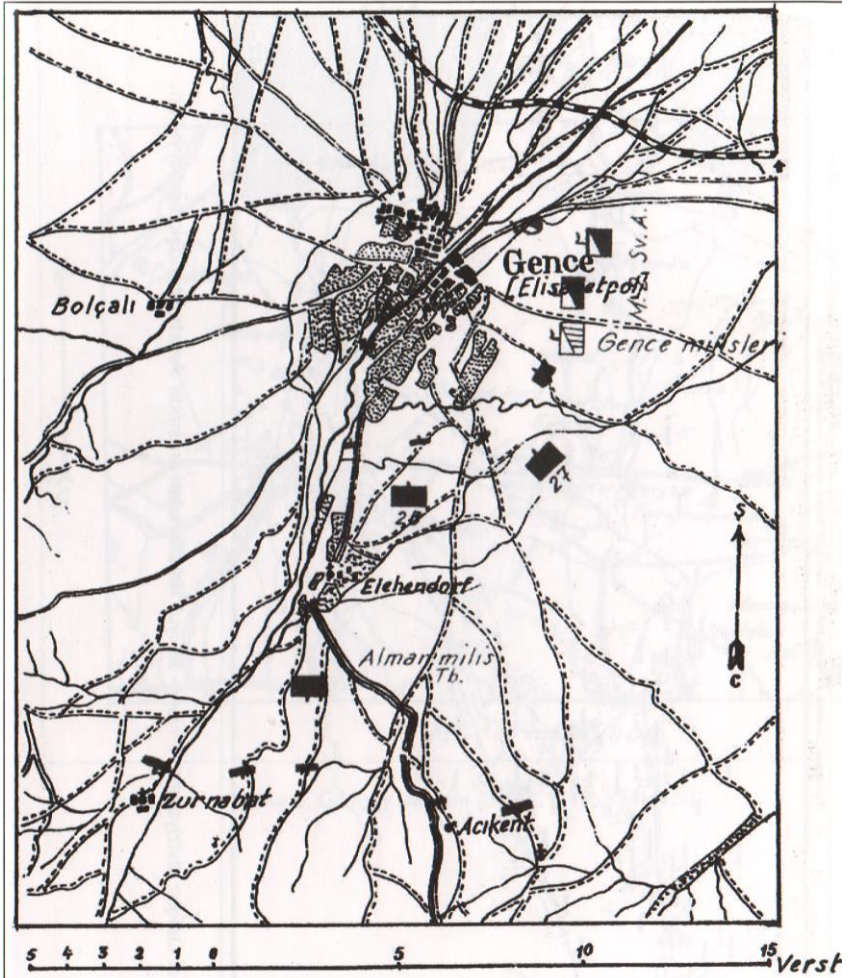 Gence
[Elisavetpol]
Msl. Sv. A.
Bolçalı
Gence milisleri
27
28
S
C
Elehendorf
Alman milis
Tb.
Zurnabat
Acıkent
5 4 3 2 1 0 5 10 15 Verst